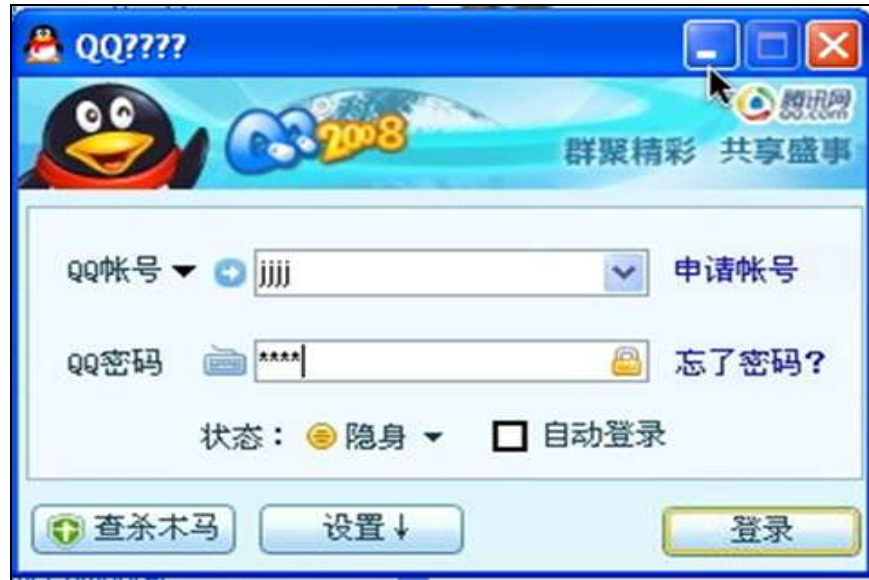 QQ????
QQ2008
腾讯网
QQ.com
群聚精彩 共享盛事
QQ帐号 jjjj 申请帐号
QQ密码 **** 忘了密码?
状态: 隐身 自动登录
查杀木马 设置↓ 登录